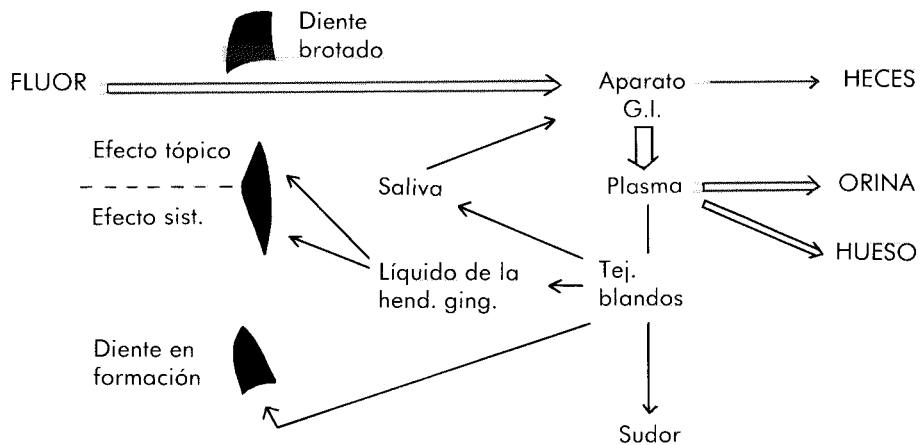 Diente
brotado
FLUOR
Aparato
G.I.
HECES
Efecto tópico
Efecto sist.
Saliva
Plasma
ORINA
HUESO
Líquido de la
hend. ging.
Tej.
blandos
Diente en
formación
Sudor